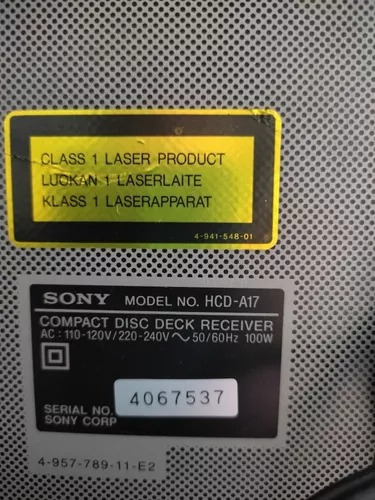 CLASS 1 LASER PRODUCT
LUOKAN 1 LASERLAITE
KLASS 1 LASERAPPARAT
4-941-548-01
SONY MODEL NO. HCD-A17
COMPACT DISC DECK RECEIVER
AC: 110-120V/220-240V ~ 50/60Hz 100W
4067537
SERIAL NO.
SONY CORP
4-957-789-11-E2